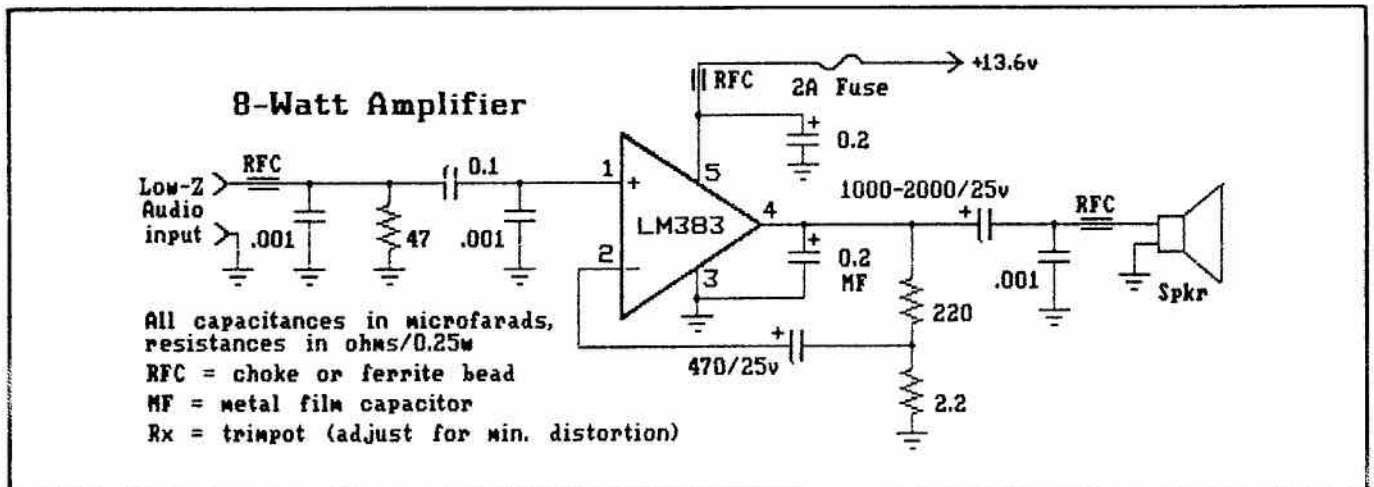 8-Watt Amplifier
RFC
2A Fuse
+13.6v
+
0.2
RFC
Low-Z
Audio
input
.001
47
0.1
.001
1
+
2
−
LM383
5
4
3
+
0.2
MF
1000-2000/25v
+
.001
RFC
Spkr
220
+
470/25v
2.2
All capacitances in microfarads,
resistances in ohms/0.25w
RFC = choke or ferrite bead
MF = metal film capacitor
Rx = trimpot (adjust for min. distortion)